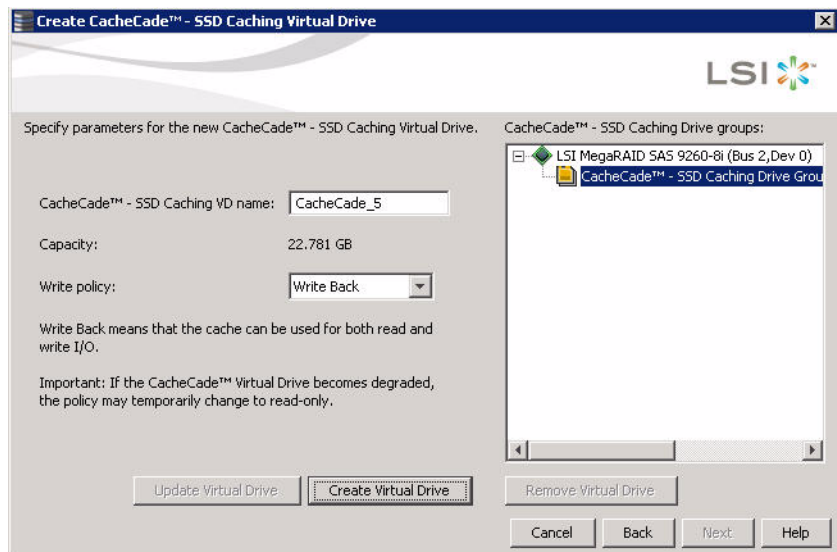 Create CacheCade™ - SSD Caching Virtual Drive
LSI
Specify parameters for the new CacheCade™ - SSD Caching Virtual Drive.
CacheCade™ - SSD Caching VD name: CacheCade_5
Capacity: 22.781 GB
Write policy: Write Back
Write Back means that the cache can be used for both read and
write I/O.
Important: If the CacheCade™ Virtual Drive becomes degraded,
the policy may temporarily change to read-only.
CacheCade™ - SSD Caching Drive groups:
LSI MegaRAID SAS 9260-8i (Bus 2,Dev 0)
CacheCade™ - SSD Caching Drive Grou
Update Virtual Drive
Create Virtual Drive
Remove Virtual Drive
Cancel
Back
Next
Help